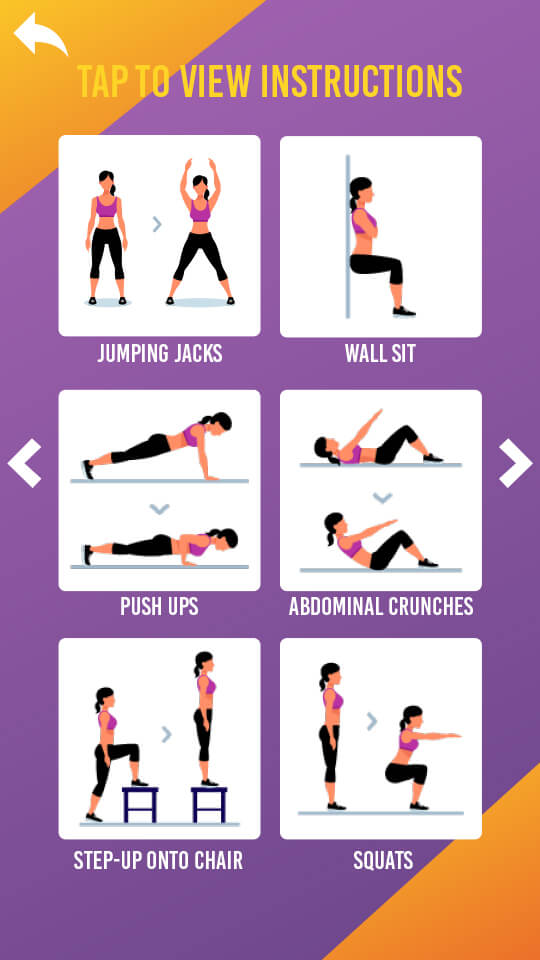 TAP TO VIEW INSTRUCTIONS
JUMPING JACKS
WALL SIT
PUSH UPS
ABDOMINAL CRUNCHES
STEP-UP ONTO CHAIR
SQUATS